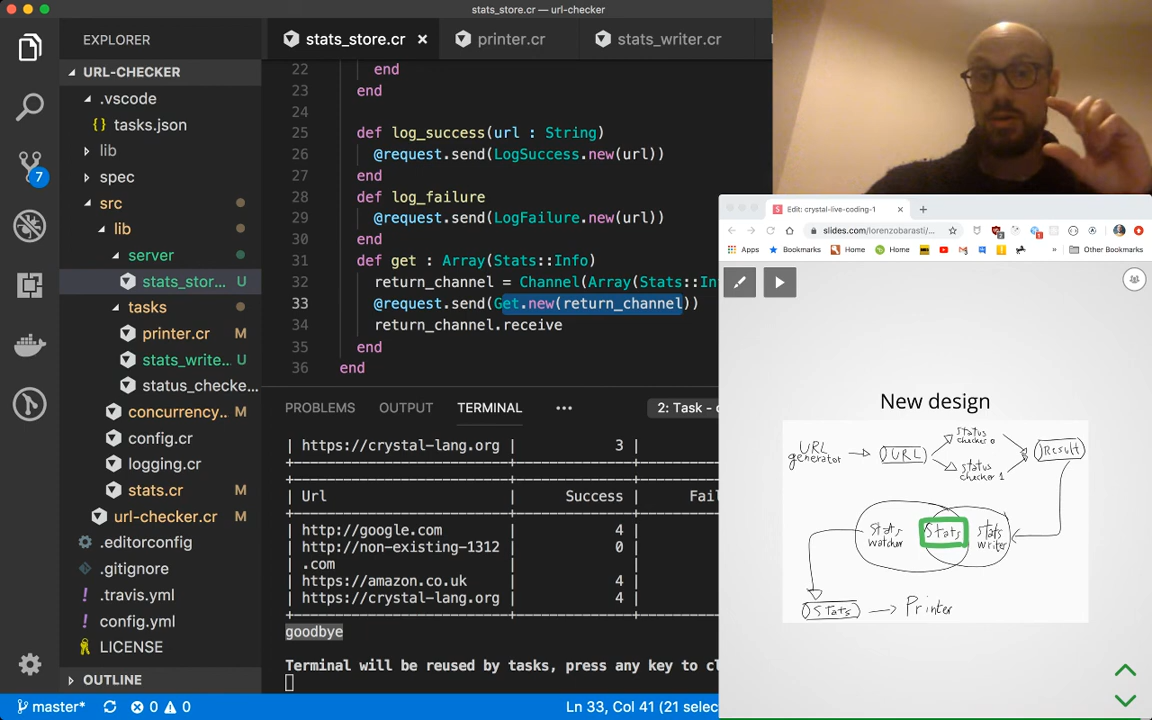 stats_store.cr — url-checker
EXPLORER
URL-CHECKER
.vscode
{} tasks.json
lib
spec
src
lib
server
stats_stor... U
tasks
printer.cr M
stats_write... U
status_checke...
concurrency... M
config.cr
logging.cr
stats.cr M
url-checker.cr M
.editorconfig
.gitignore
! .travis.yml
! config.yml
LICENSE
OUTLINE
7
stats_store.cr ×
printer.cr
stats_writer.cr
22 end
23 end
24
25 def log_success(url : String)
26 @request.send(LogSuccess.new(url))
27 end
28 def log_failure
29 @request.send(LogFailure.new(url))
30 end
31 def get : Array(Stats::Info)
32 return_channel = Channel(Array(Stats::In
33 @request.send(Get.new(return_channel))
34 return_channel.receive
35 end
36 end
PROBLEMS OUTPUT TERMINAL ... 2: Task - c
| https://crystal-lang.org | 3 |
| Url | Success | Fai
| http://google.com | 4 |
| http://non-existing-1312 | 0 |
| .com | |
| https://amazon.co.uk | 4 |
| https://crystal-lang.org | 4 |
goodbye
Terminal will be reused by tasks, press any key to cl
master* 0 0 Ln 33, Col 41 (21 selec
Edit: crystal-live-coding-1
slides.com/lorenzobarasti/
Apps Bookmarks Home Home Other Bookmarks
New design
URL generator
URL
status checker 0
status checker 1
Result
Stats watcher
Stats
Stats writer
Stats
Printer